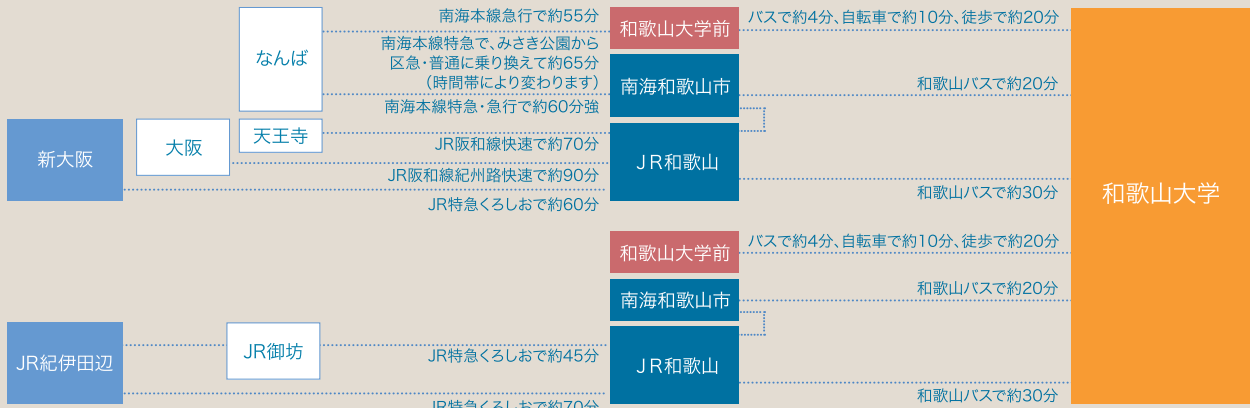 南海本線急行で約55分
和歌山大学前
バスで約4分、自転車で約10分、徒歩で約20分
なんば
南海本線特急で、みさき公園から
区急・普通に乗り換えて約65分
（時間帯により変わります）
南海和歌山市
和歌山バスで約20分
南海本線特急・急行で約60分強
天王寺
JR阪和線快速で約70分
新大阪
大阪
JR和歌山
JR阪和線紀州路快速で約90分
和歌山バスで約30分
JR特急くろしおで約60分
和歌山大学
和歌山大学前
バスで約4分、自転車で約10分、徒歩で約20分
南海和歌山市
和歌山バスで約20分
JR紀伊田辺
JR御坊
JR特急くろしおで約45分
JR和歌山
和歌山バスで約30分
JR特急くろしおで約70分